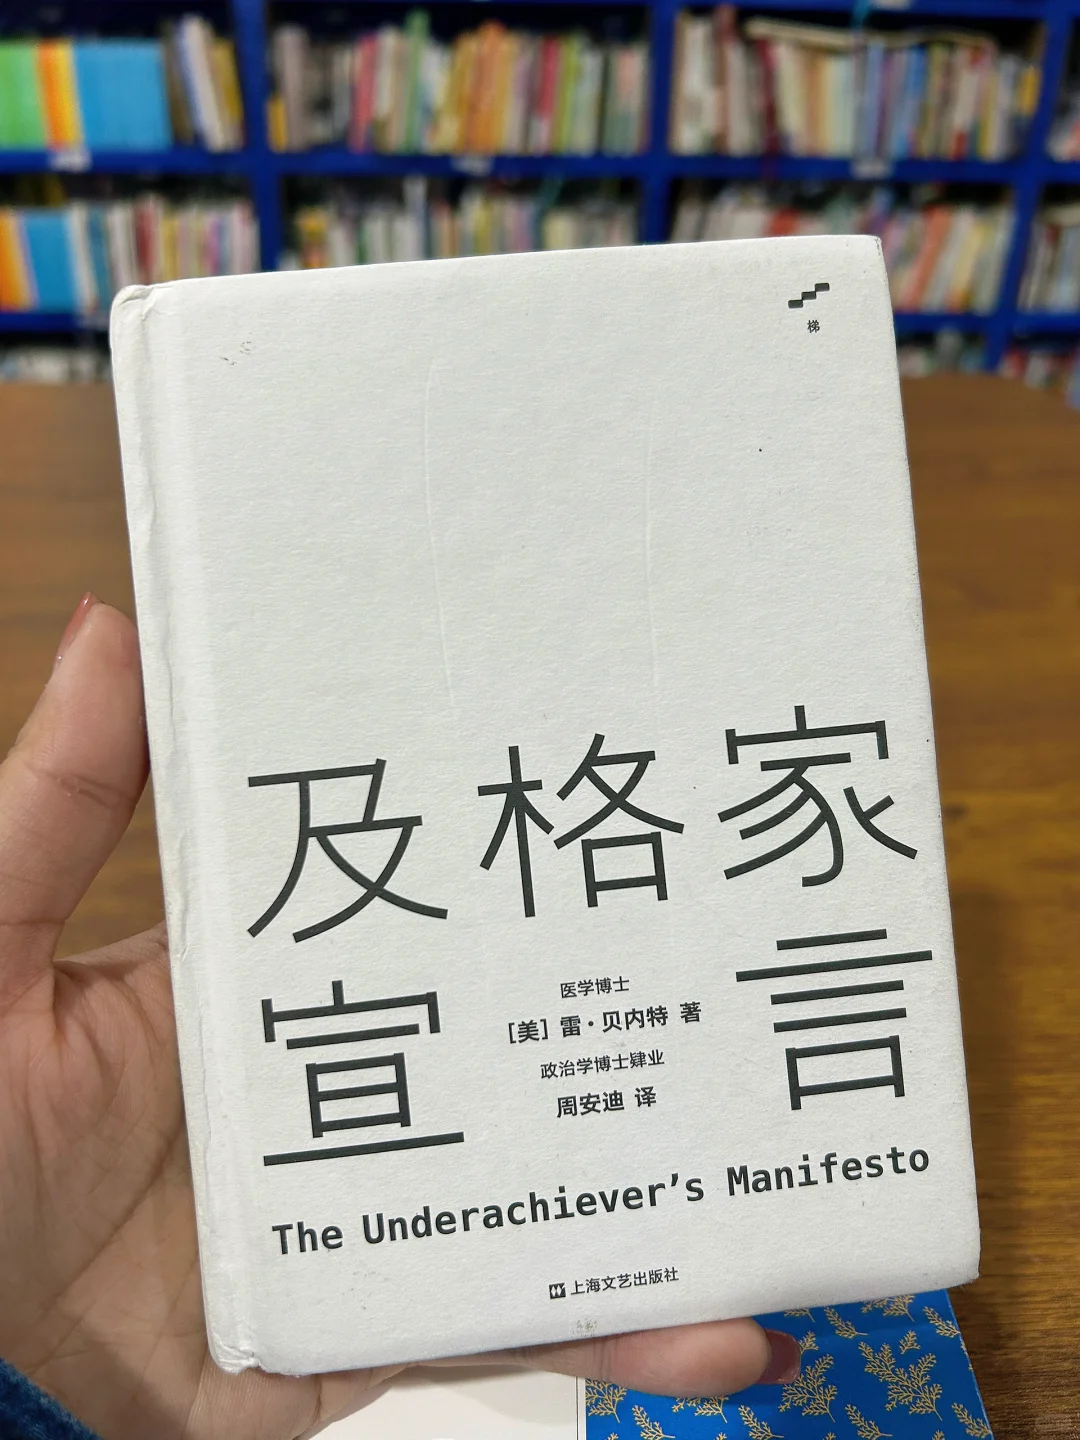 梯
及格家
宣言
医学博士
[美] 雷·贝内特 著
政治学博士肄业
周安迪 译
The Underachiever's Manifesto
上海文艺出版社